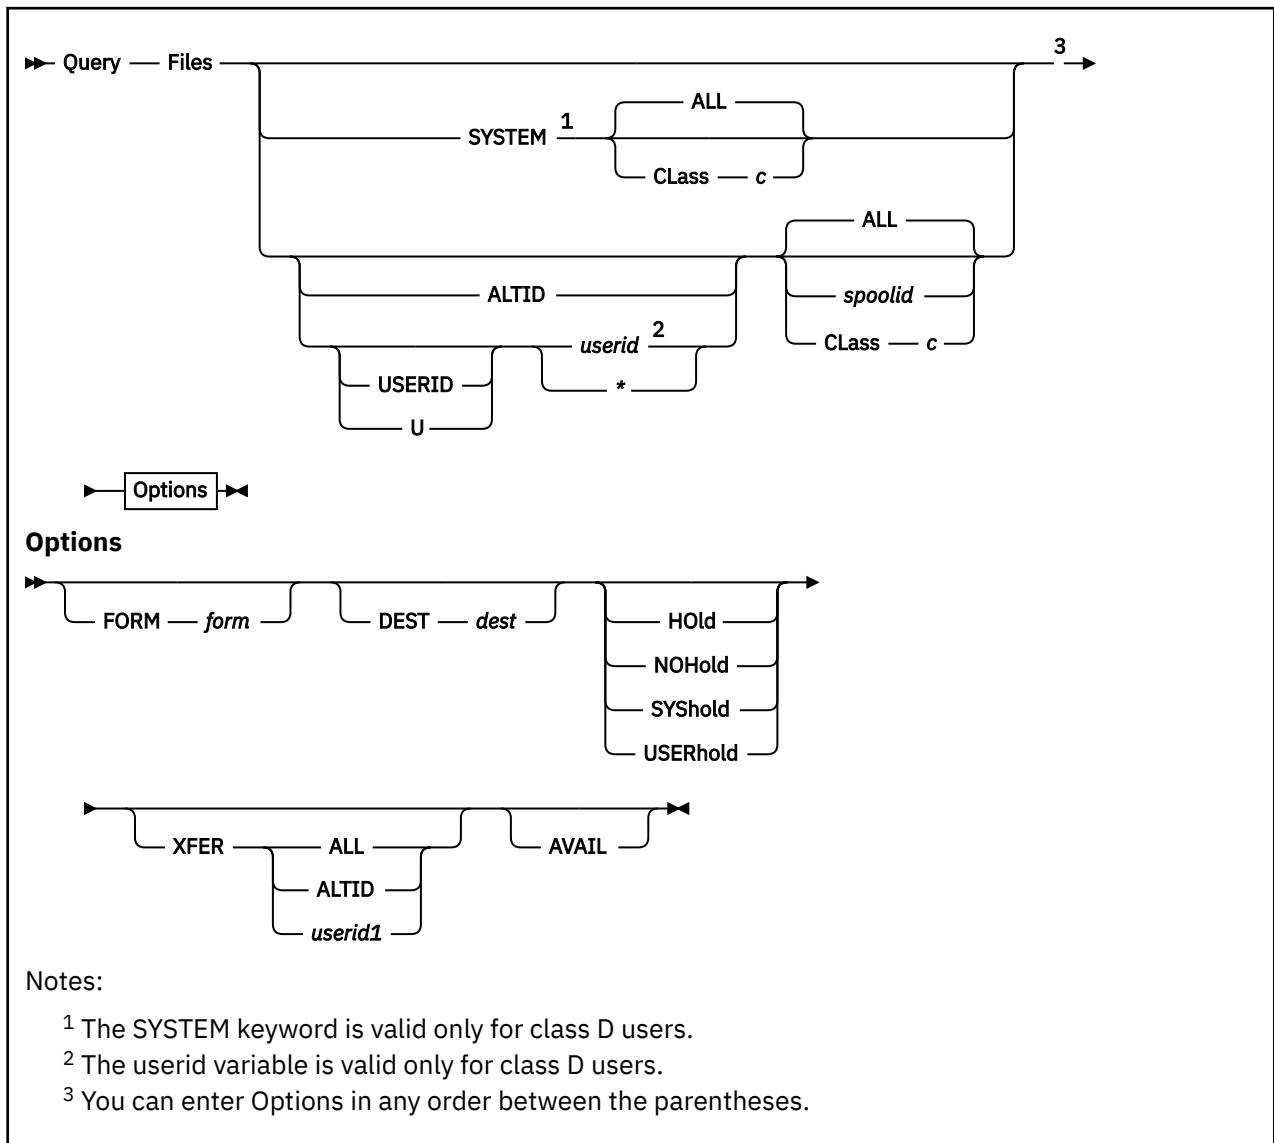 Query Files 3
ALL
SYSTEM 1
CLass c
ALL
ALTID spoolid
userid 2 CLass c
USERID *
U
Options
Options
FORM form DEST dest HOld
NOHold
SYShold
USERhold
XFER ALL AVAIL
ALTID
userid1
Notes:
1 The SYSTEM keyword is valid only for class D users.
2 The userid variable is valid only for class D users.
3 You can enter Options in any order between the parentheses.